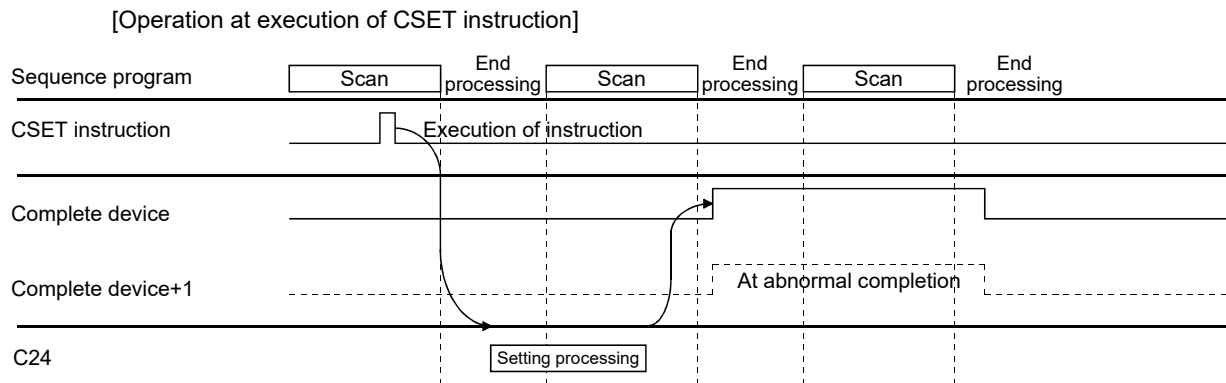 [Operation at execution of CSET instruction]
Sequence program
Scan
End
processing
Scan
End
processing
Scan
End
processing
CSET instruction
Execution of instruction
Complete device
Complete device+1
At abnormal completion
C24
Setting processing